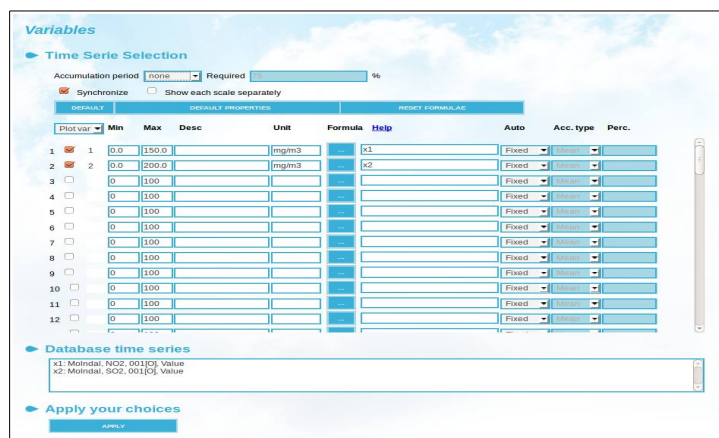 Variables
Time Serie Selection
Accumulation period none Required 75 %
Synchronize Show each scale separately
DEFAULT DEFAULT PROPERTIES RESET FORMULAE
Plot var Min Max Desc Unit Formula Help Auto Acc. type Perc.
1 1 0.0 150.0 mg/m3 ... x1 Fixed Mean
2 2 0.0 200.0 mg/m3 ... x2 Fixed Mean
3 0 100 ... Fixed Mean
4 0 100 ... Fixed Mean
5 0 100 ... Fixed Mean
6 0 100 ... Fixed Mean
7 0 100 ... Fixed Mean
8 0 100 ... Fixed Mean
9 0 100 ... Fixed Mean
10 0 100 ... Fixed Mean
11 0 100 ... Fixed Mean
12 0 100 ... Fixed Mean
Database time series
x1: Molndal, NO2, 001[O], Value
x2: Molndal, SO2, 001[O], Value
Apply your choices
APPLY